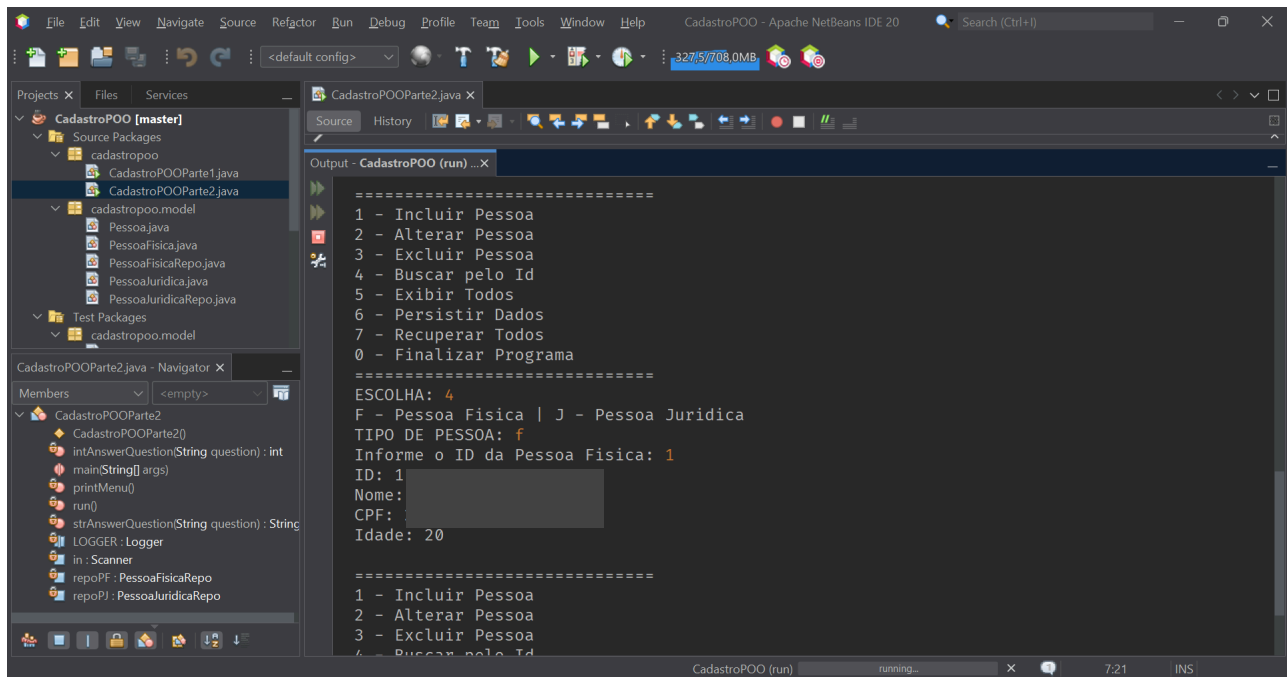 File Edit View Navigate Source Refactor Run Debug Profile Team Tools Window Help CadastroPOO - Apache NetBeans IDE 20 Search (Ctrl+I)
<default config> 327,5/708,0MB
Projects Files Services
CadastroPOO [master]
Source Packages
cadastropoo
CadastroPOOParte1.java
CadastroPOOParte2.java
cadastropoo.model
Pessoa.java
PessoaFisica.java
PessoaFisicaRepo.java
PessoaJuridica.java
PessoaJuridicaRepo.java
Test Packages
cadastropoo.model
CadastroPOOParte2.java - Navigator
Members <empty>
CadastroPOOParte2
CadastroPOOParte2()
intAnswerQuestion(String question) : int
main(String[] args)
printMenu()
run()
strAnswerQuestion(String question) : String
LOGGER : Logger
in : Scanner
repoPF : PessoaFisicaRepo
repoPJ : PessoaJuridicaRepo
CadastroPOOParte2.java
Source History
Output - CadastroPOO (run) ...
==============================
1 - Incluir Pessoa
2 - Alterar Pessoa
3 - Excluir Pessoa
4 - Buscar pelo Id
5 - Exibir Todos
6 - Persistir Dados
7 - Recuperar Todos
0 - Finalizar Programa
==============================
ESCOLHA: 4
F - Pessoa Fisica | J - Pessoa Juridica
TIPO DE PESSOA: f
Informe o ID da Pessoa Fisica: 1
ID: 1
Nome:
CPF:
Idade: 20
==============================
1 - Incluir Pessoa
2 - Alterar Pessoa
3 - Excluir Pessoa
4 - Buscar pelo Id
CadastroPOO (run) running... 7:21 INS